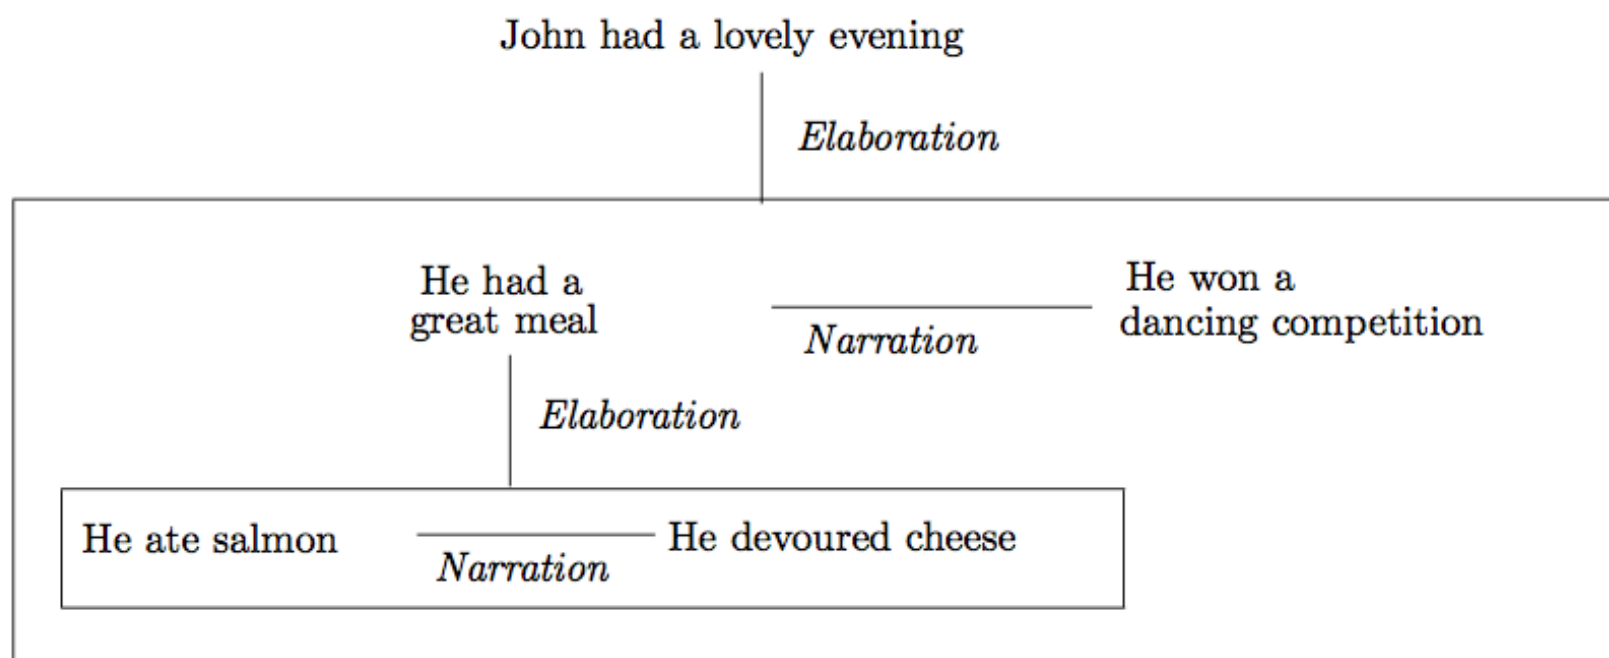 John had a lovely evening
Elaboration
He had a
great meal
Narration
He won a
dancing competition
Elaboration
He ate salmon
Narration
He devoured cheese